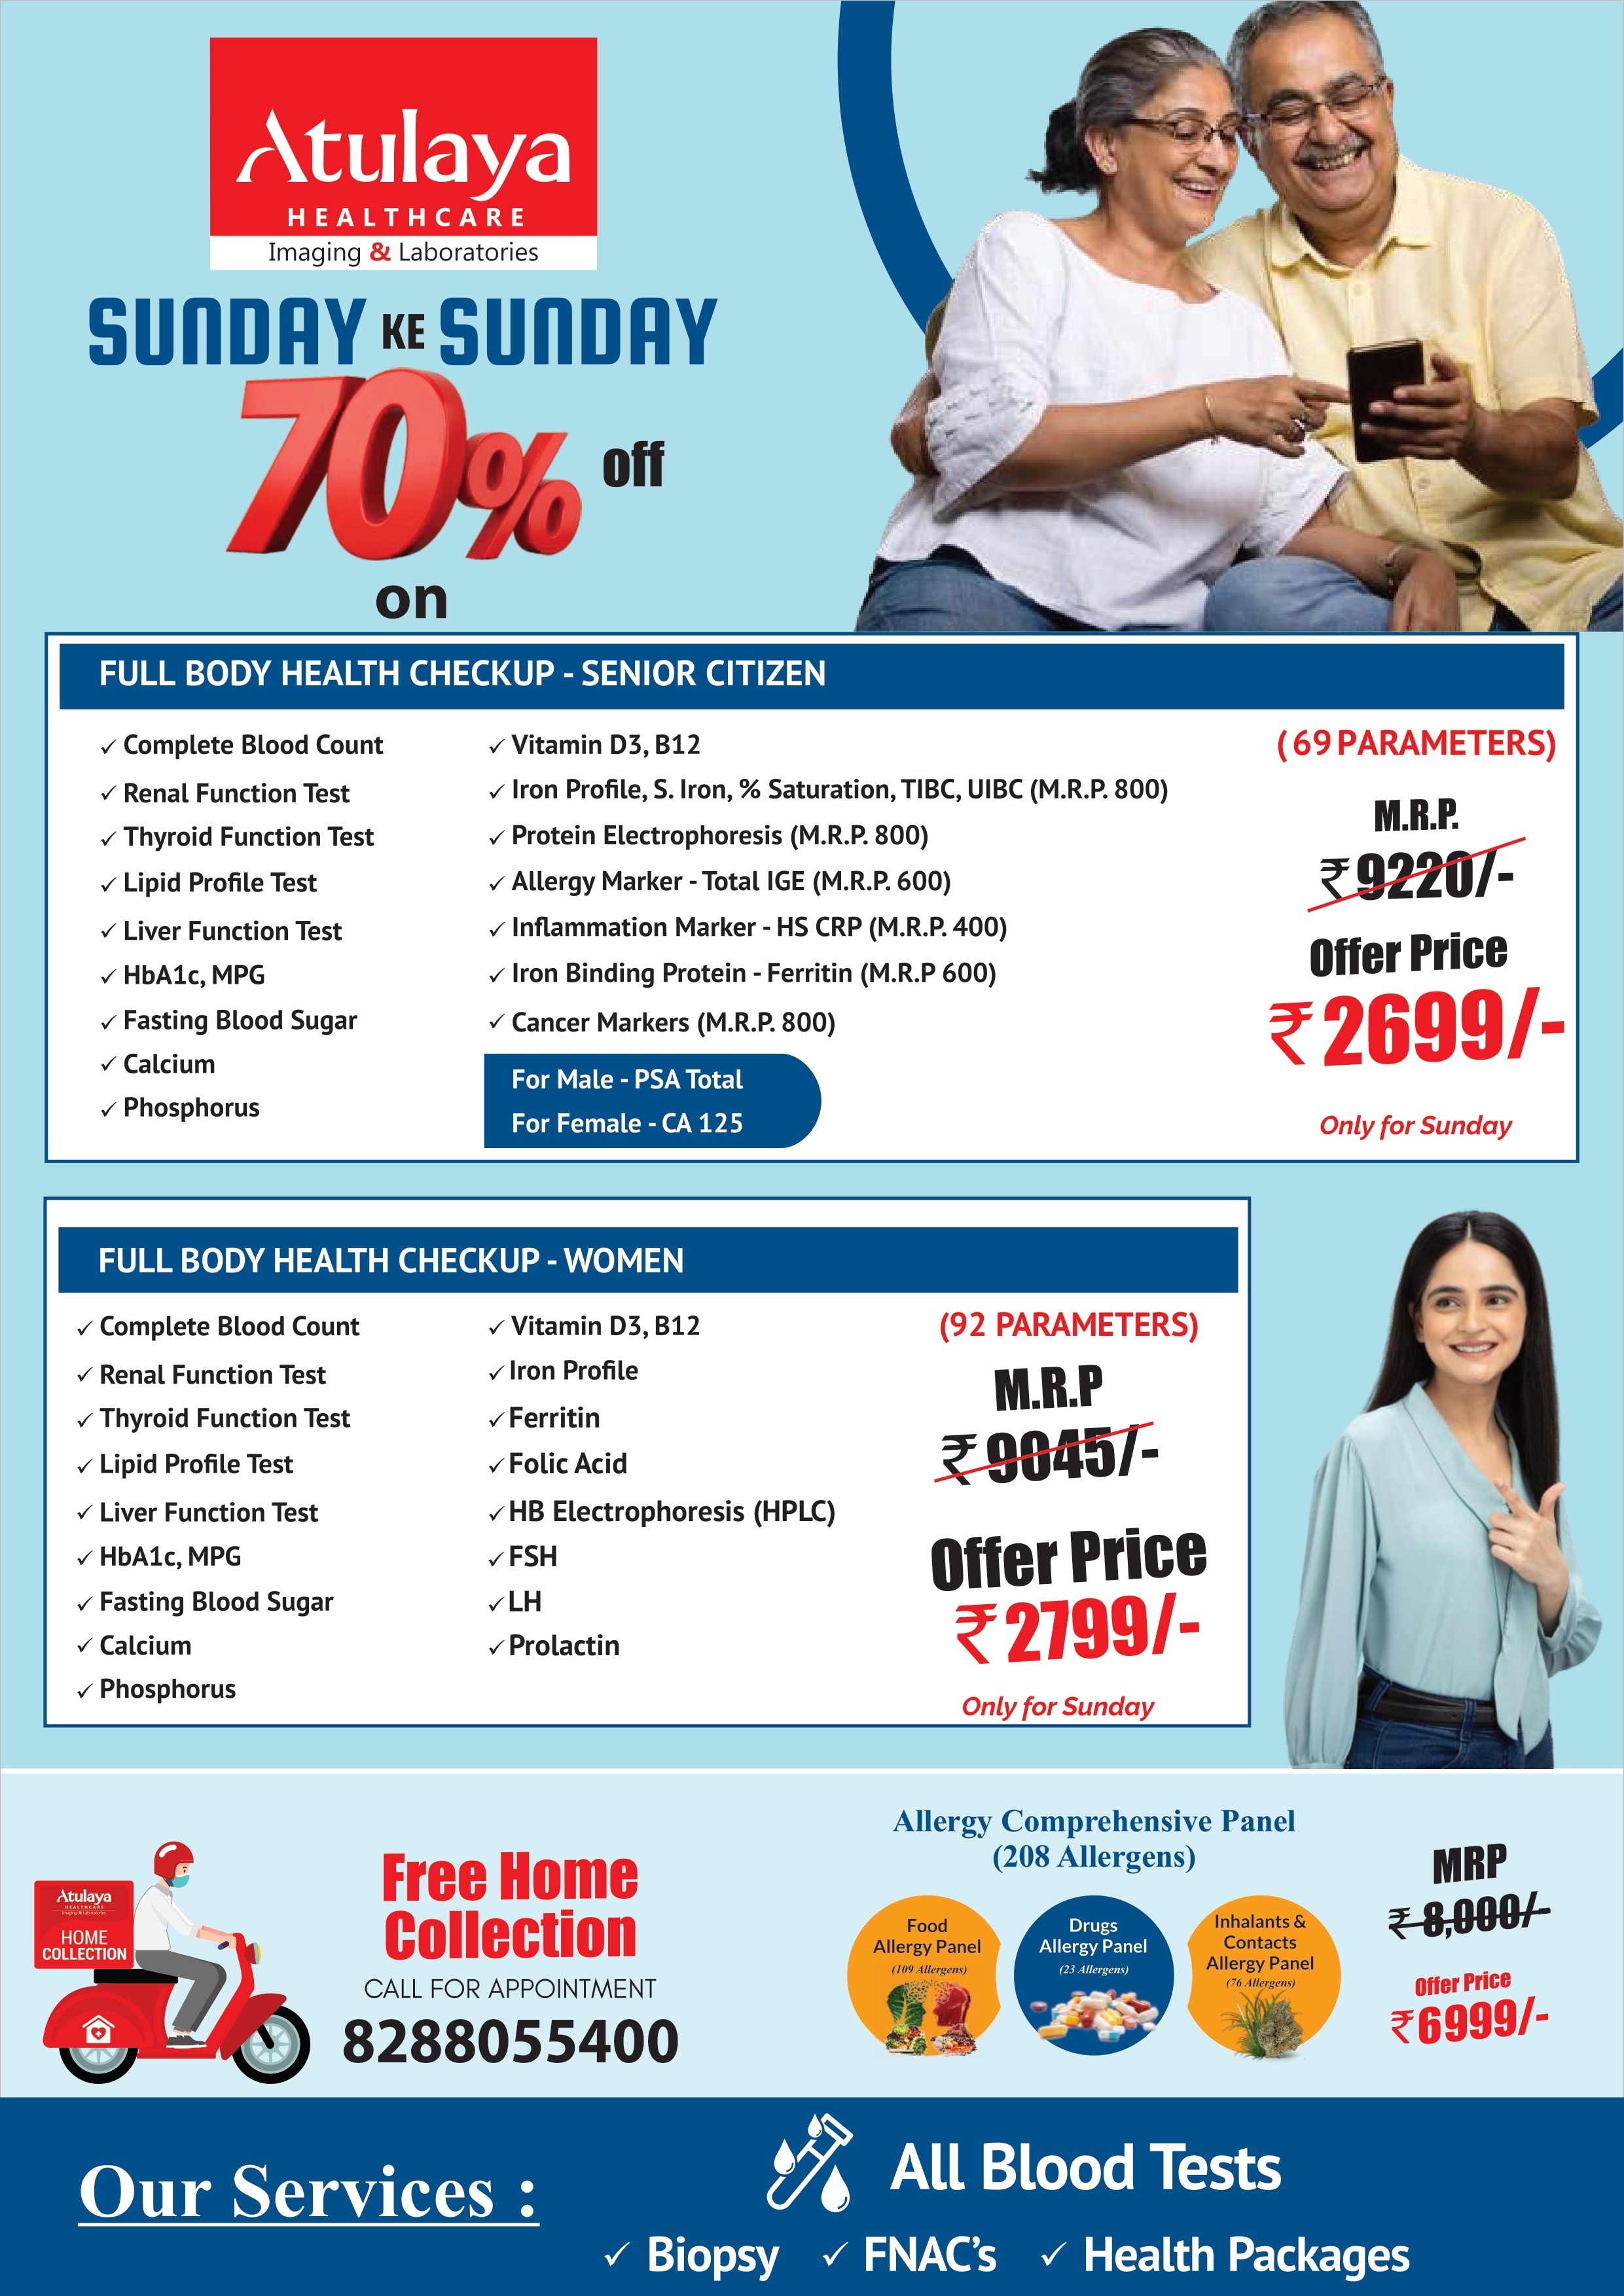 Atulaya
HEALTHCARE
Imaging & Laboratories
SUNDAY KE SUNDAY
70% off
on
FULL BODY HEALTH CHECKUP - SENIOR CITIZEN
✓ Complete Blood Count
✓ Renal Function Test
✓ Thyroid Function Test
✓ Lipid Profile Test
✓ Liver Function Test
✓ HbA1c, MPG
✓ Fasting Blood Sugar
✓ Calcium
✓ Phosphorus
✓ Vitamin D3, B12
✓ Iron Profile, S. Iron, % Saturation, TIBC, UIBC (M.R.P. 800)
✓ Protein Electrophoresis (M.R.P. 800)
✓ Allergy Marker - Total IGE (M.R.P. 600)
✓ Inflammation Marker - HS CRP (M.R.P. 400)
✓ Iron Binding Protein - Ferritin (M.R.P 600)
✓ Cancer Markers (M.R.P. 800)
For Male - PSA Total
For Female - CA 125
(69 PARAMETERS)
M.R.P.
₹9220/-
Offer Price
₹2699/-
Only for Sunday
FULL BODY HEALTH CHECKUP - WOMEN
✓ Complete Blood Count
✓ Renal Function Test
✓ Thyroid Function Test
✓ Lipid Profile Test
✓ Liver Function Test
✓ HbA1c, MPG
✓ Fasting Blood Sugar
✓ Calcium
✓ Phosphorus
✓ Vitamin D3, B12
✓ Iron Profile
✓ Ferritin
✓ Folic Acid
✓ HB Electrophoresis (HPLC)
✓ FSH
✓ LH
✓ Prolactin
(92 PARAMETERS)
M.R.P
₹9045/-
Offer Price
₹2799/-
Only for Sunday
Atulaya
HEALTHCARE
Imaging & Laboratories
HOME
COLLECTION
Free Home
Collection
CALL FOR APPOINTMENT
8288055400
Allergy Comprehensive Panel
(208 Allergens)
Food
Allergy Panel
(109 Allergens)
Drugs
Allergy Panel
(23 Allergens)
Inhalants &
Contacts
Allergy Panel
(76 Allergens)
MRP
₹ 8,000/-
Offer Price
₹6999/-
Our Services :
All Blood Tests
✓ Biopsy ✓ FNAC's ✓ Health Packages